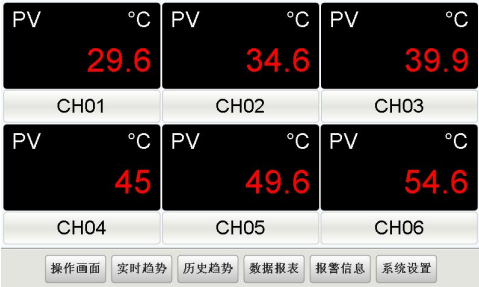 PV °C PV °C PV °C
29.6 34.6 39.9
CH01 CH02 CH03
PV °C PV °C PV °C
45 49.6 54.6
CH04 CH05 CH06
操作画面 实时趋势 历史趋势 数据报表 报警信息 系统设置